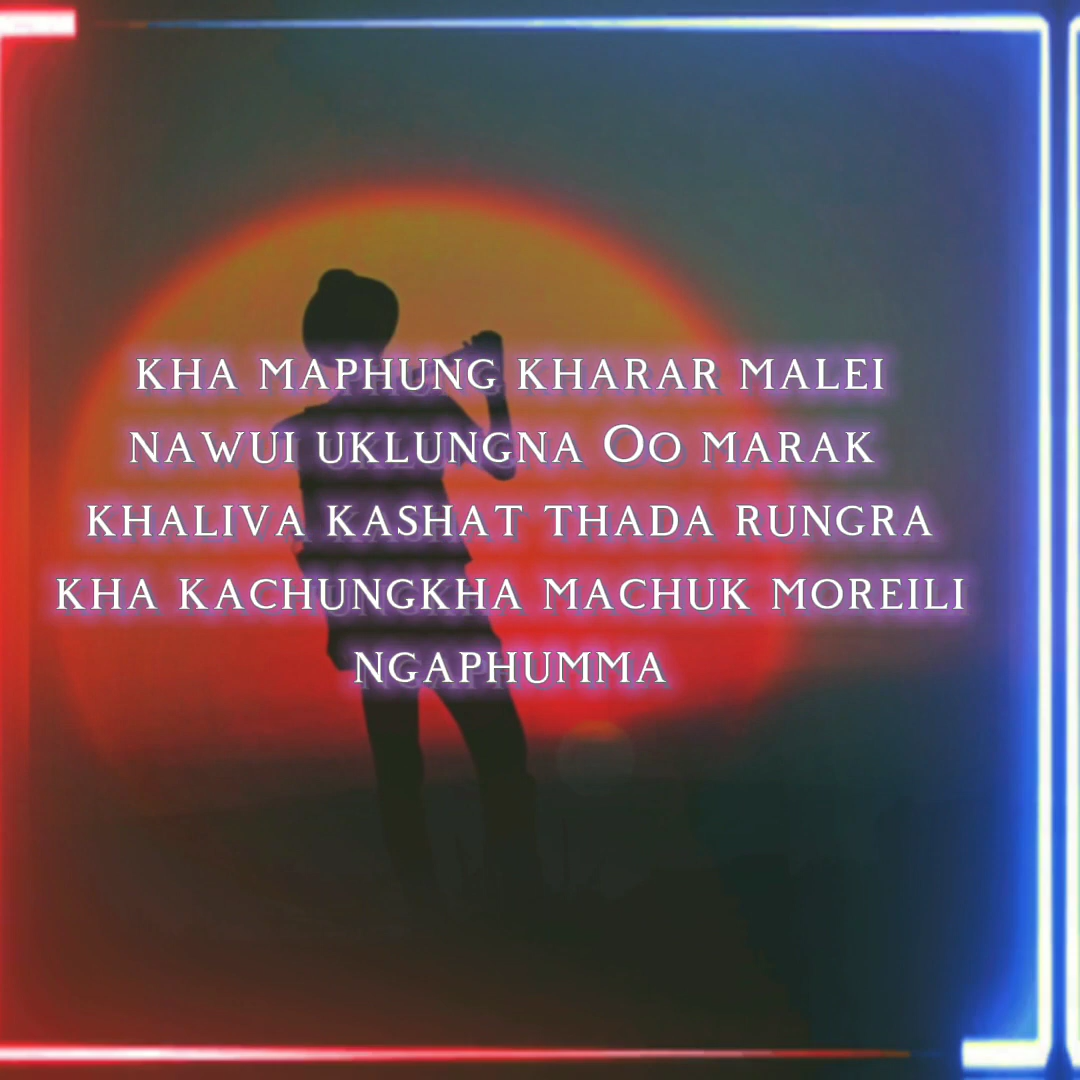 KHA MAPHUNG KHARAR MALEI
NAWUI UKLUNGNA OO MARAK
KHALIVA KASHAT THADA RUNGRA
KHA KACHUNGKHA MACHUK MOREILI
NGAPHUMMA